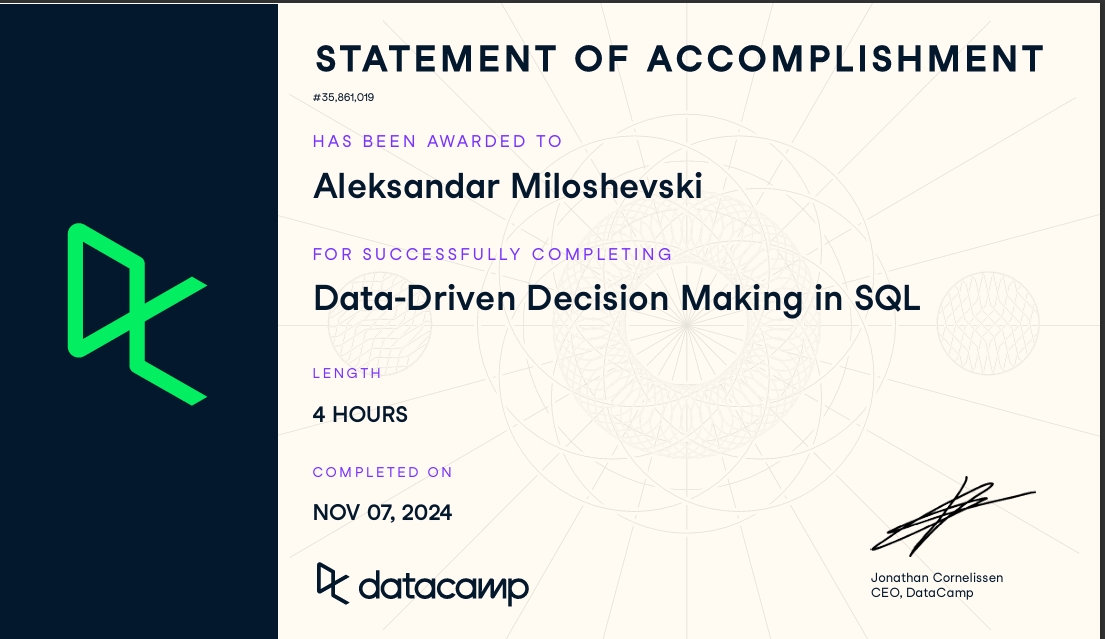 STATEMENT OF ACCOMPLISHMENT
#35,861,019
HAS BEEN AWARDED TO
Aleksandar Miloshevski
FOR SUCCESSFULLY COMPLETING
Data-Driven Decision Making in SQL
LENGTH
4 HOURS
COMPLETED ON
NOV 07, 2024
datacamp
Jonathan Cornelissen
CEO, DataCamp